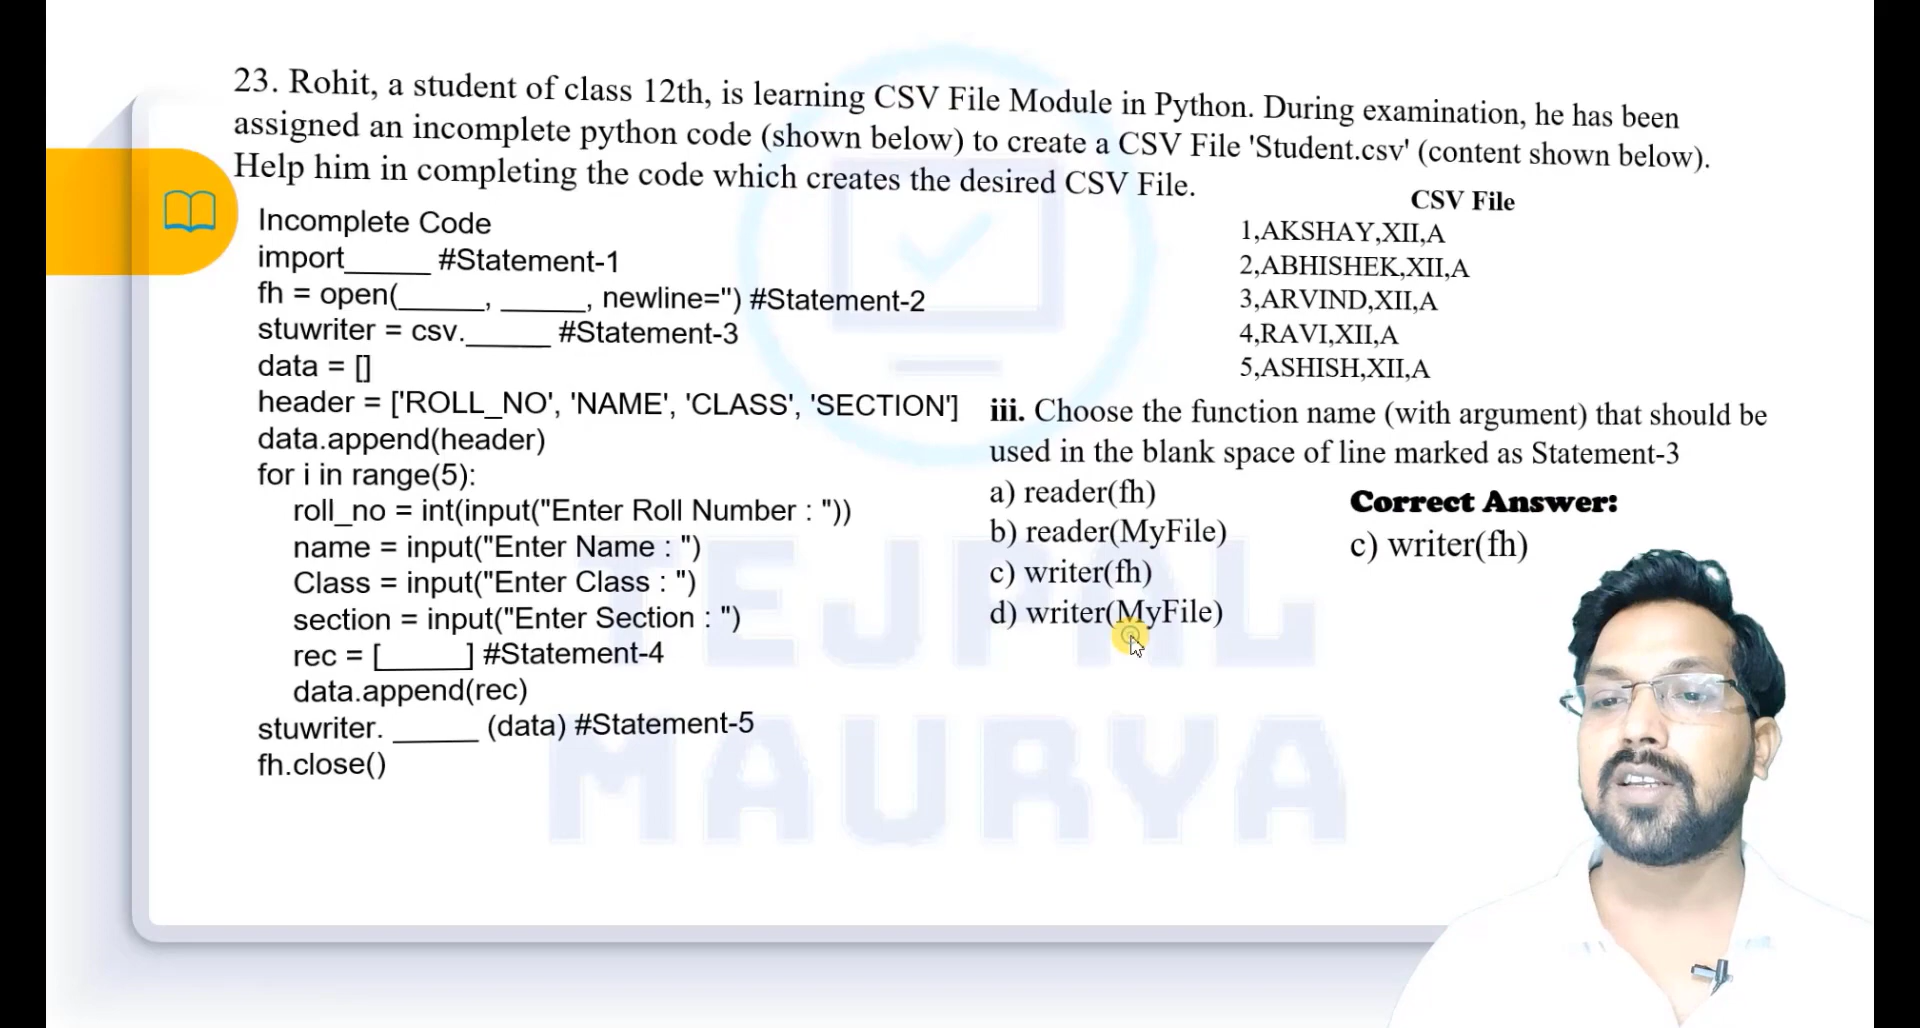 23. Rohit, a student of class 12th, is learning CSV File Module in Python. During examination, he has been
assigned an incomplete python code (shown below) to create a CSV File 'Student.csv' (content shown below).
Help him in completing the code which creates the desired CSV File.
Incomplete Code
import_____ #Statement-1
fh = open(_____, _____, newline='') #Statement-2
stuwriter = csv._____ #Statement-3
data = []
header = ['ROLL_NO', 'NAME', 'CLASS', 'SECTION']
data.append(header)
for i in range(5):
roll_no = int(input("Enter Roll Number : "))
name = input("Enter Name : ")
Class = input("Enter Class : ")
section = input("Enter Section : ")
rec = [_____] #Statement-4
data.append(rec)
stuwriter. _____ (data) #Statement-5
fh.close()
CSV File
1,AKSHAY,XII,A
2,ABHISHEK,XII,A
3,ARVIND,XII,A
4,RAVI,XII,A
5,ASHISH,XII,A
iii. Choose the function name (with argument) that should be
used in the blank space of line marked as Statement-3
a) reader(fh)
b) reader(MyFile)
c) writer(fh)
d) writer(MyFile)
Correct Answer:
c) writer(fh)
TEJPAL
MAURYA